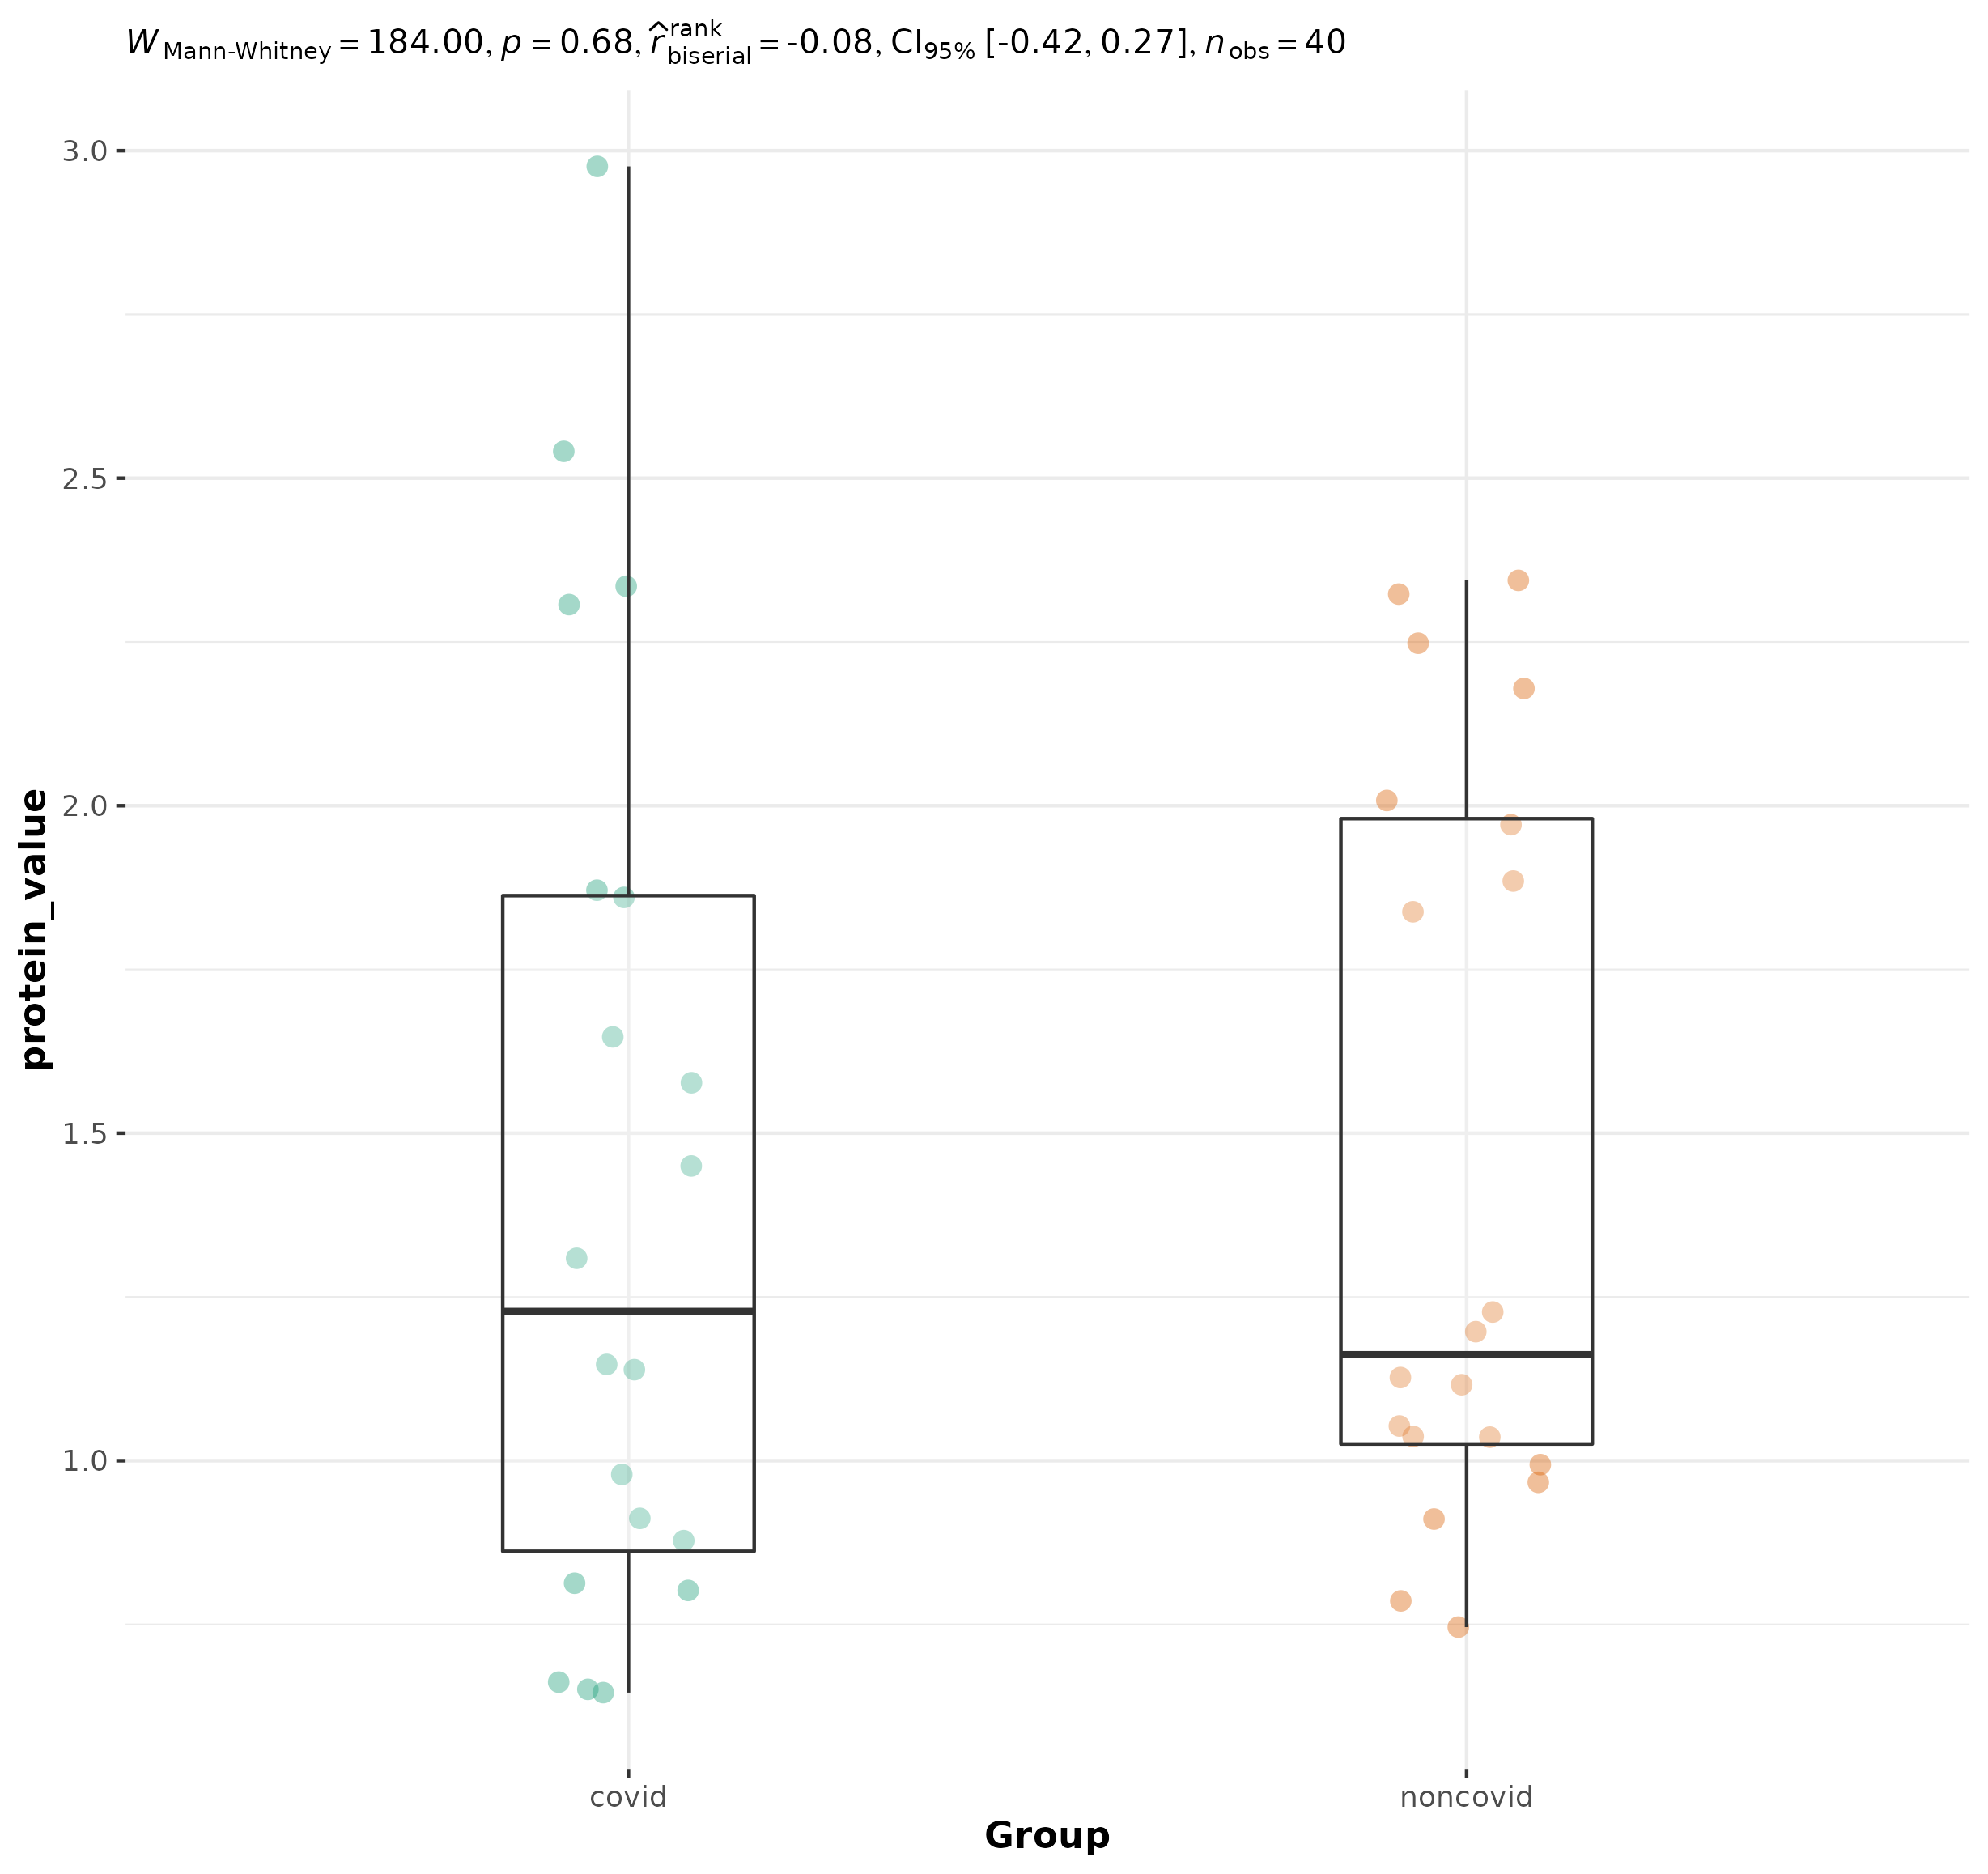 W Mann-Whitney = 184.00, p = 0.68, r̂ rank biserial = -0.08, CI95% [-0.42, 0.27], n obs = 40
protein_value
3.0
2.5
2.0
1.5
1.0
covid noncovid
Group